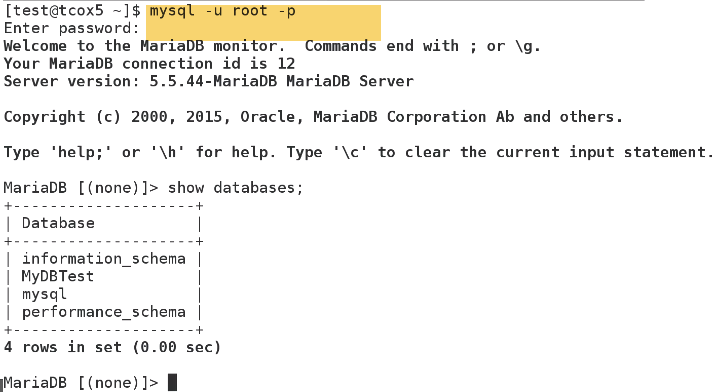 [test@tcox5 ~]$ mysql -u root -p
Enter password:
Welcome to the MariaDB monitor.  Commands end with ; or \g.
Your MariaDB connection id is 12
Server version: 5.5.44-MariaDB MariaDB Server
Copyright (c) 2000, 2015, Oracle, MariaDB Corporation Ab and others.
Type 'help;' or '\h' for help. Type '\c' to clear the current input statement.
MariaDB [(none)]> show databases;
+--------------------+
| Database           |
+--------------------+
| information_schema |
| MyDBTest           |
| mysql              |
| performance_schema |
+--------------------+
4 rows in set (0.00 sec)
MariaDB [(none)]>